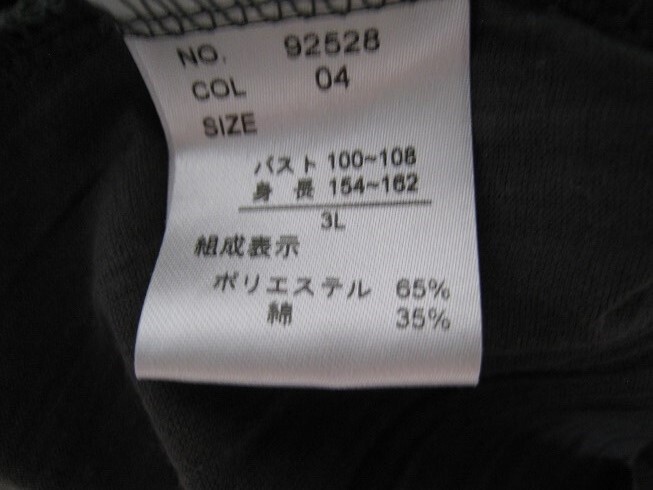 NO. 92528
COL 04
SIZE
バスト 100~108
身長 154~162
3L
組成表示
ポリエステル 65%
綿 35%